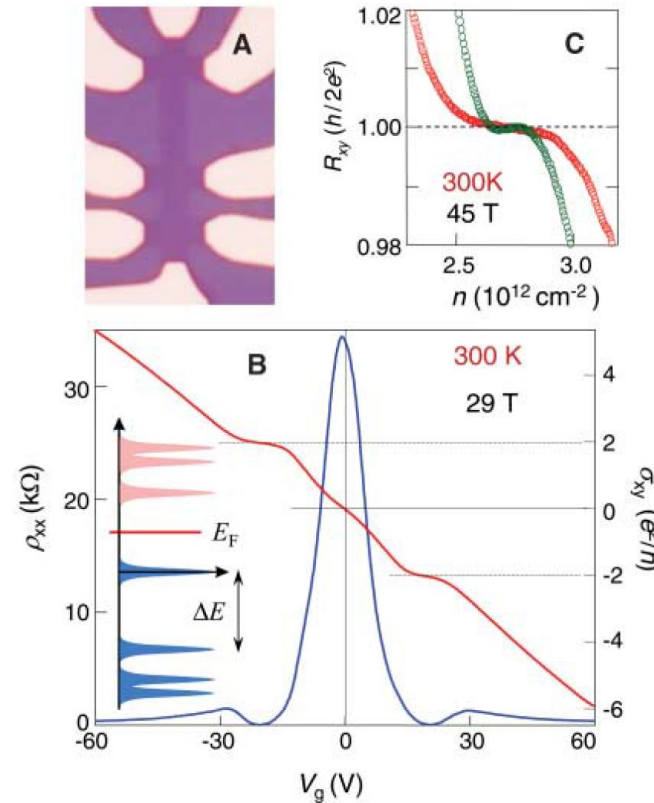 A
C
1.02
1.00
0.98
R_xy (h/2e²)
300K
45 T
2.5
3.0
n (10¹² cm⁻²)
B
300 K
29 T
30
20
10
0
ρ_xx (kΩ)
E_F
ΔE
4
2
0
-2
-4
-6
σ_xy (e²/h)
-60
-30
0
30
60
V_g (V)